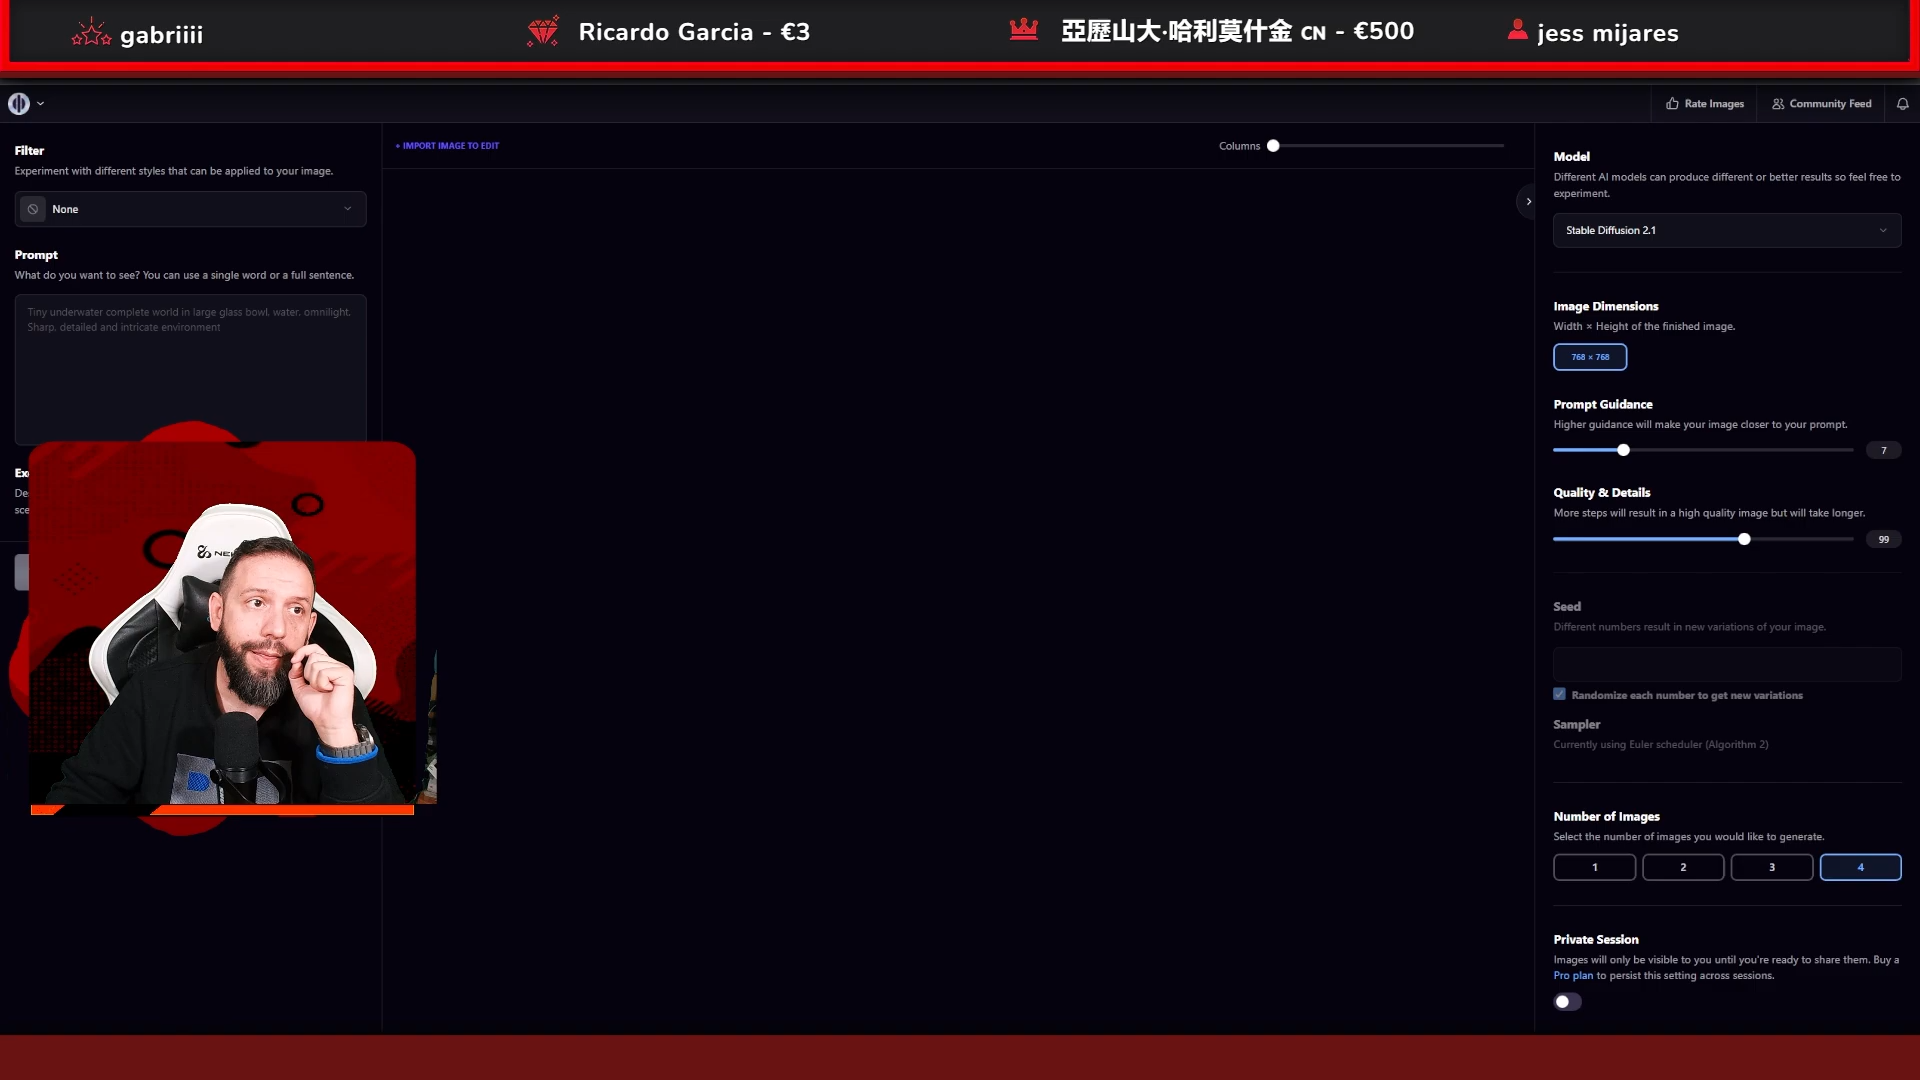 gabriiii
Ricardo Garcia - €3
亞歷山大·哈利莫什金 CN - €500
jess mijares
Rate Images
Community Feed
Filter
Experiment with different styles that can be applied to your image.
None
Prompt
What do you want to see? You can use a single word or a full sentence.
Tiny underwater complete world in large glass bowl, water, omnilight,
Sharp, detailed and intricate environment
+ IMPORT IMAGE TO EDIT
Columns
Model
Different AI models can produce different or better results so feel free to
experiment.
Stable Diffusion 2.1
Image Dimensions
Width × Height of the finished image.
768 × 768
Prompt Guidance
Higher guidance will make your image closer to your prompt.
7
Quality & Details
More steps will result in a high quality image but will take longer.
99
Seed
Different numbers result in new variations of your image.
Randomize each number to get new variations
Sampler
Currently using Euler scheduler (Algorithm 2)
Number of Images
Select the number of images you would like to generate.
1
2
3
4
Private Session
Images will only be visible to you until you're ready to share them. Buy a
Pro plan to persist this setting across sessions.